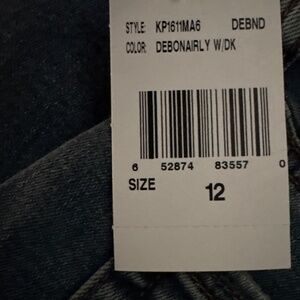 STYLE: KP1611MA6 DEBND
COLOR: DEBONAIRLY W/DK
6 52874 83557 0
SIZE 12